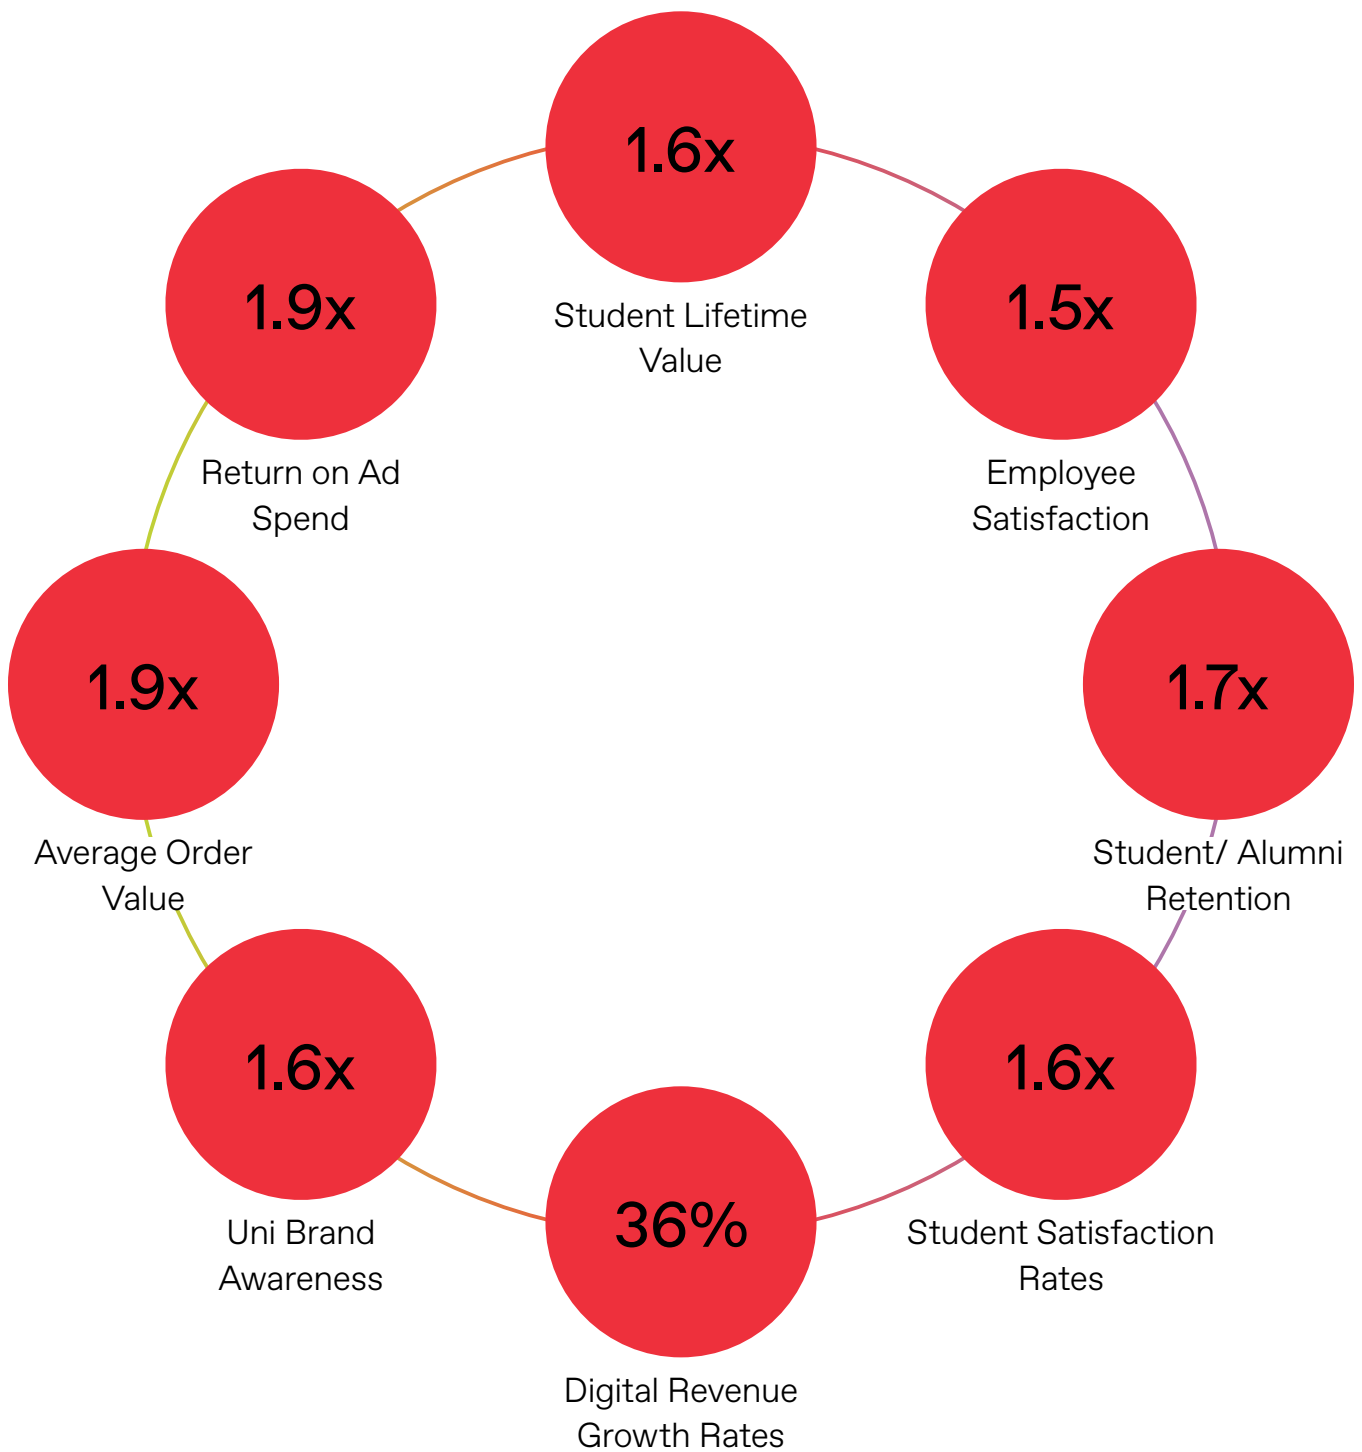 1.6x
Student Lifetime
Value
1.5x
Employee
Satisfaction
1.7x
Student/ Alumni
Retention
1.6x
Student Satisfaction
Rates
36%
Digital Revenue
Growth Rates
1.6x
Uni Brand
Awareness
1.9x
Average Order
Value
1.9x
Return on Ad
Spend